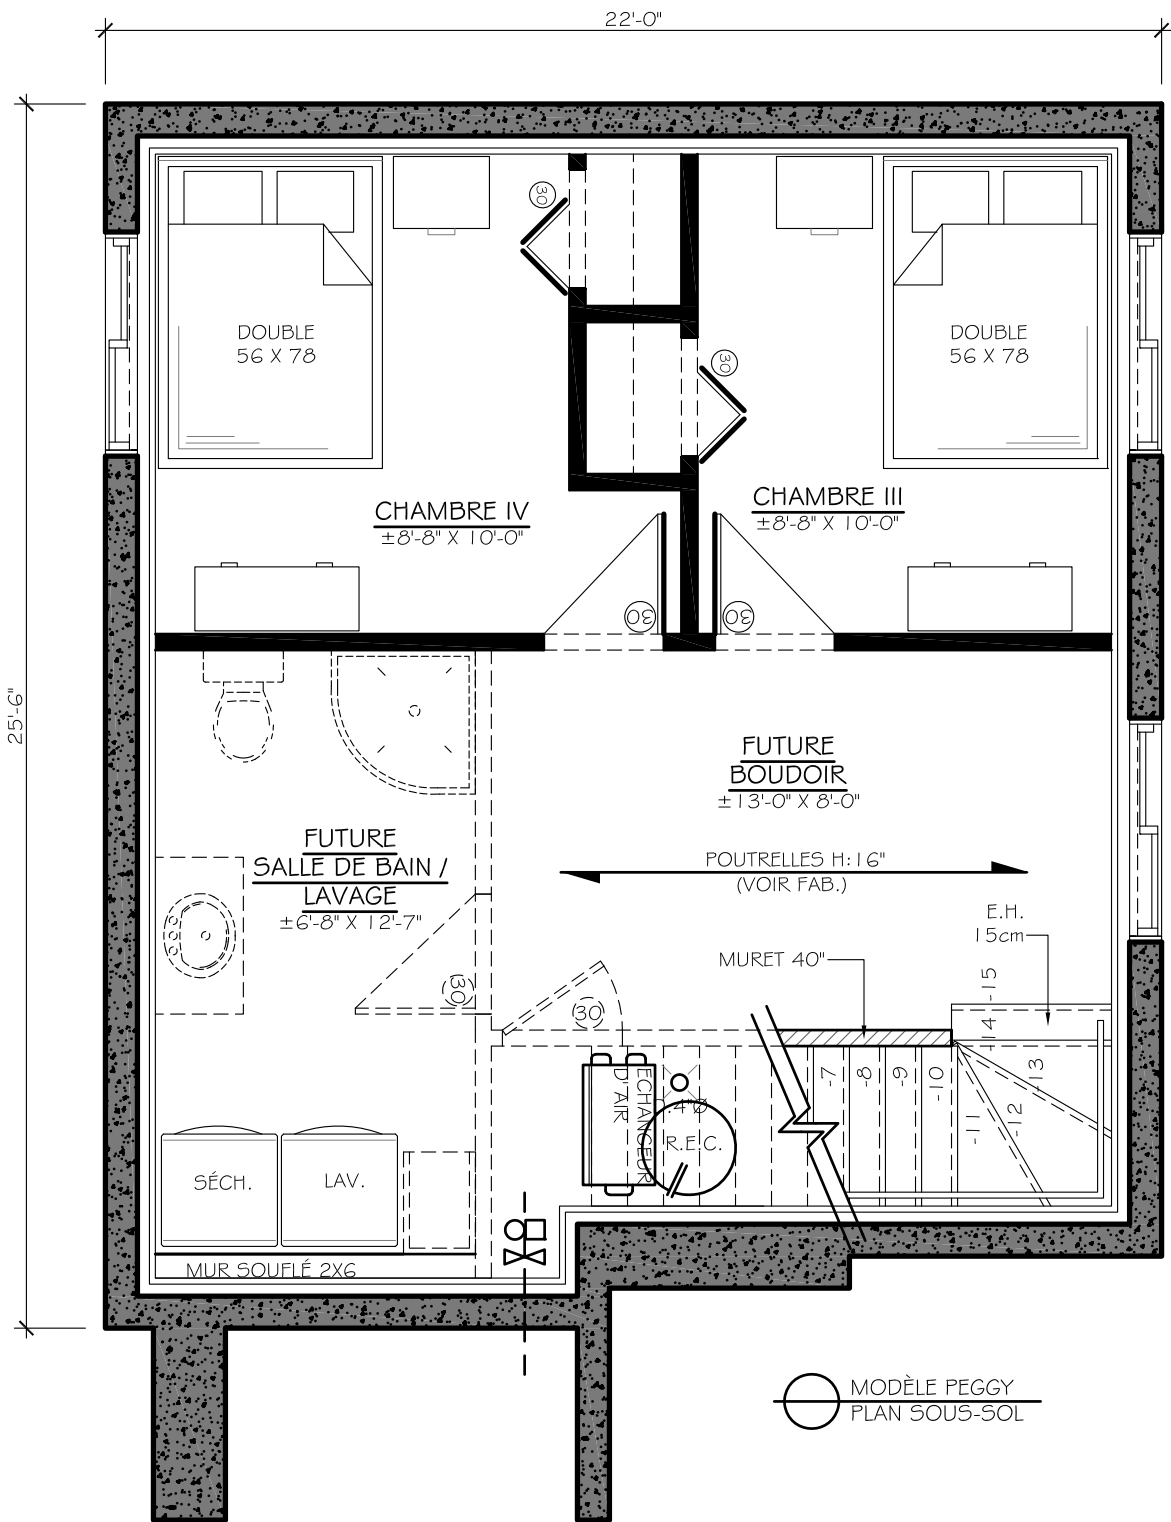 22'-0"
25'-6"
30
30
DOUBLE
56 X 78
DOUBLE
56 X 78
CHAMBRE IV
±8'-8" X 10'-0"
CHAMBRE III
±8'-8" X 10'-0"
30
30
FUTURE
BOUDOIR
±13'-0" X 8'-0"
FUTURE
SALLE DE BAIN /
LAVAGE
±6'-8" X 12'-7"
POUTRELLES H:16"
(VOIR FAB.)
E.H.
15cm
MURET 40"
30
30
-7
-8
-9
-10
-11
-12
-13
-14
-15
ECHANGEUR
D'AIR
4"Ø
R.E.C.
SÉCH.
LAV.
MUR SOUFLÉ 2X6
MODÈLE PEGGY
PLAN SOUS-SOL